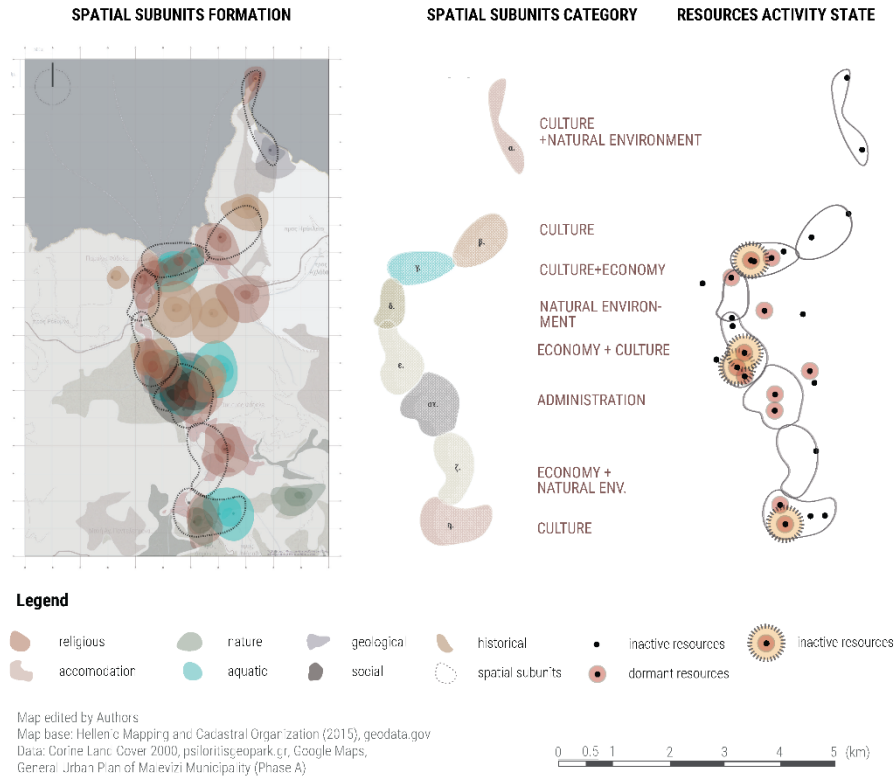 SPATIAL SUBUNITS FORMATION
SPATIAL SUBUNITS CATEGORY
RESOURCES ACTIVITY STATE
α.
CULTURE
+NATURAL ENVIRONMENT
β.
CULTURE
γ.
CULTURE+ECONOMY
δ.
NATURAL ENVIRON-
MENT
ε.
ECONOMY + CULTURE
στ.
ADMINISTRATION
ζ.
ECONOMY +
NATURAL ENV.
η.
CULTURE
Legend
religious
nature
geological
historical
inactive resources
inactive resources
accomodation
aquatic
social
spatial subunits
dormant resources
Map edited by Authors
Map base: Hellenic Mapping and Cadastral Organization (2015), geodata.gov
Data: Corine Land Cover 2000, psiloritisgeopark.gr, Google Maps,
General Urban Plan of Malevizi Municipality (Phase A)
0 0.5 1 2 3 4 5 (km)